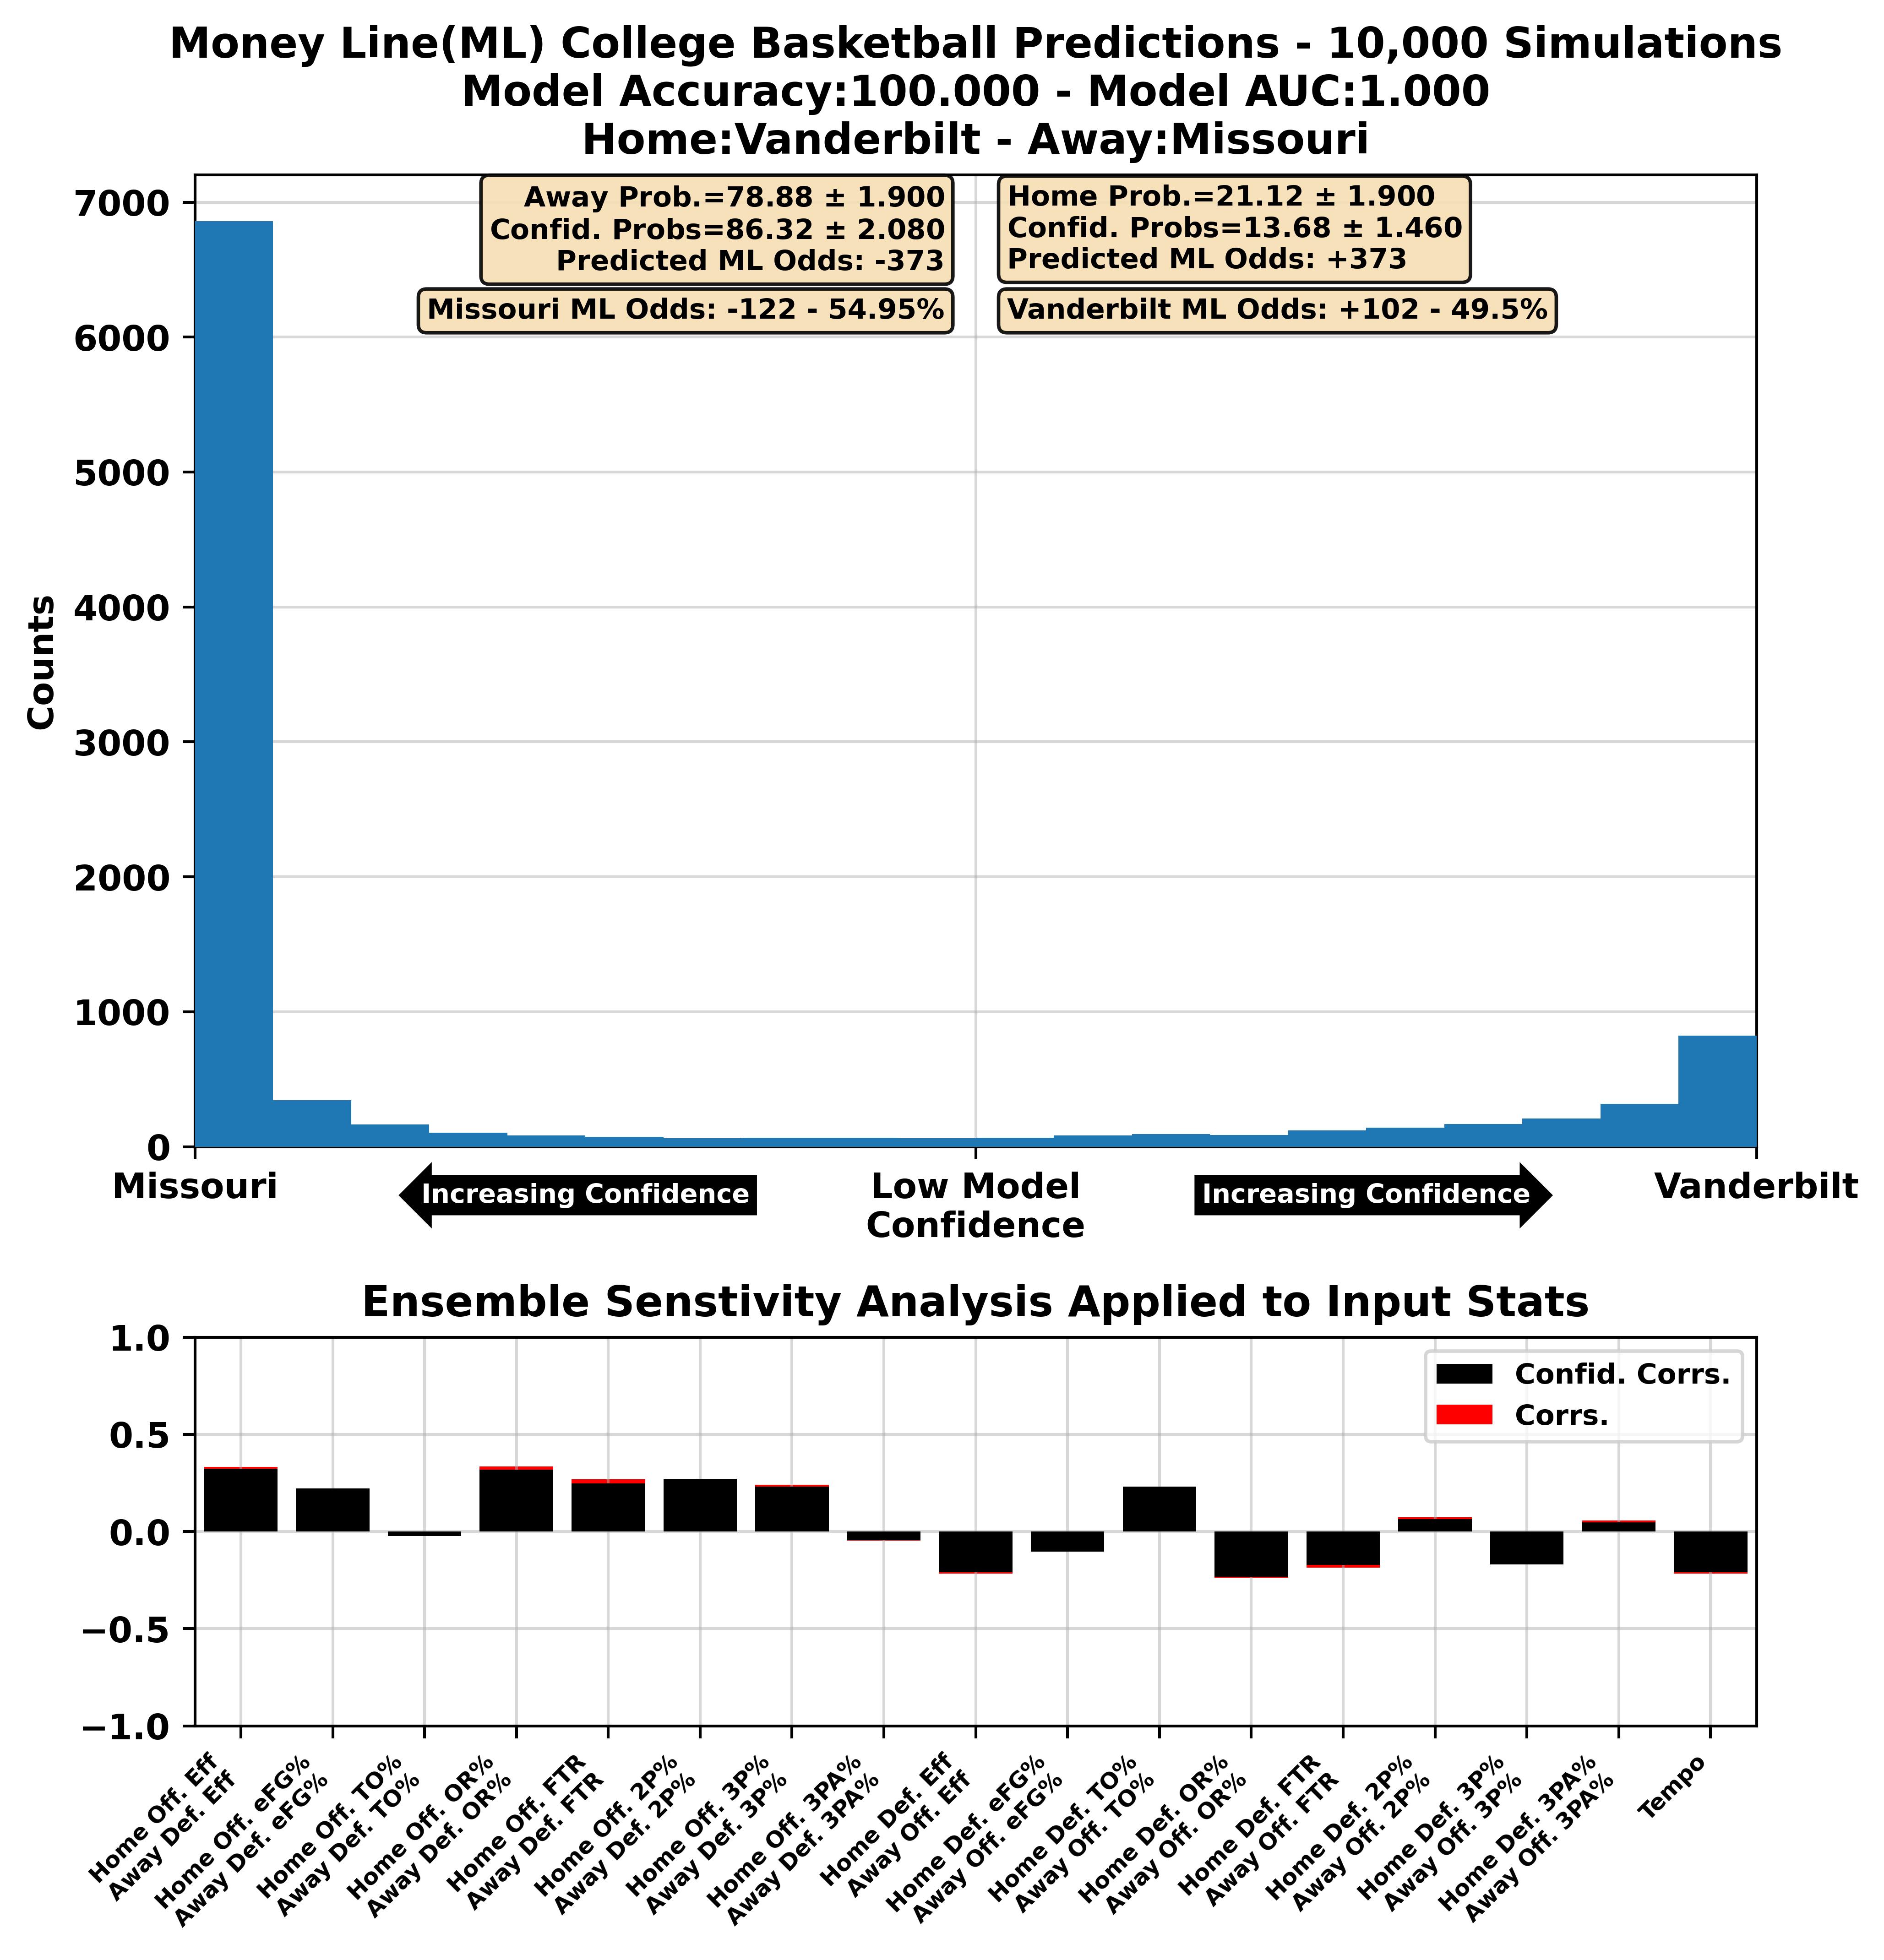 Money Line(ML) College Basketball Predictions - 10,000 Simulations
Model Accuracy:100.000 - Model AUC:1.000
Home:Vanderbilt - Away:Missouri
Away Prob.=78.88 ± 1.900
Confid. Probs=86.32 ± 2.080
Predicted ML Odds: -373
Missouri ML Odds: -122 - 54.95%
Home Prob.=21.12 ± 1.900
Confid. Probs=13.68 ± 1.460
Predicted ML Odds: +373
Vanderbilt ML Odds: +102 - 49.5%
7000
6000
5000
4000
3000
2000
1000
0
Counts
Missouri
Increasing Confidence
Low Model
Confidence
Increasing Confidence
Vanderbilt
Ensemble Senstivity Analysis Applied to Input Stats
1.0
0.5
0.0
−0.5
−1.0
Confid. Corrs.
Corrs.
Home Off. Eff
Away Def. Eff
Home Off. eFG%
Away Def. eFG%
Home Off. TO%
Away Def. TO%
Home Off. OR%
Away Def. OR%
Home Off. FTR
Away Def. FTR
Home Off. 2P%
Away Def. 2P%
Home Off. 3P%
Away Def. 3P%
Home Off. 3PA%
Away Def. 3PA%
Home Def. Eff
Away Off. Eff
Home Def. eFG%
Away Off. eFG%
Home Def. TO%
Away Off. TO%
Home Def. OR%
Away Off. OR%
Home Def. FTR
Away Off. FTR
Home Def. 2P%
Away Off. 2P%
Home Def. 3P%
Away Off. 3P%
Home Def. 3PA%
Away Off. 3PA%
Tempo